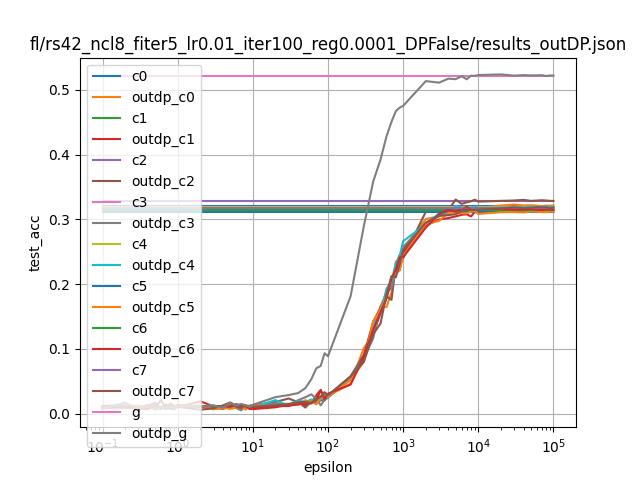 fl/rs42_ncl8_fiter5_lr0.01_iter100_reg0.0001_DPFalse/results_outDP.json
test_acc
0.5
0.4
0.3
0.2
0.1
0.0
c0
outdp_c0
c1
outdp_c1
c2
outdp_c2
c3
outdp_c3
c4
outdp_c4
c5
outdp_c5
c6
outdp_c6
c7
outdp_c7
g
outdp_g
10⁻¹ 10⁰ 10¹ 10² 10³ 10⁴ 10⁵
epsilon